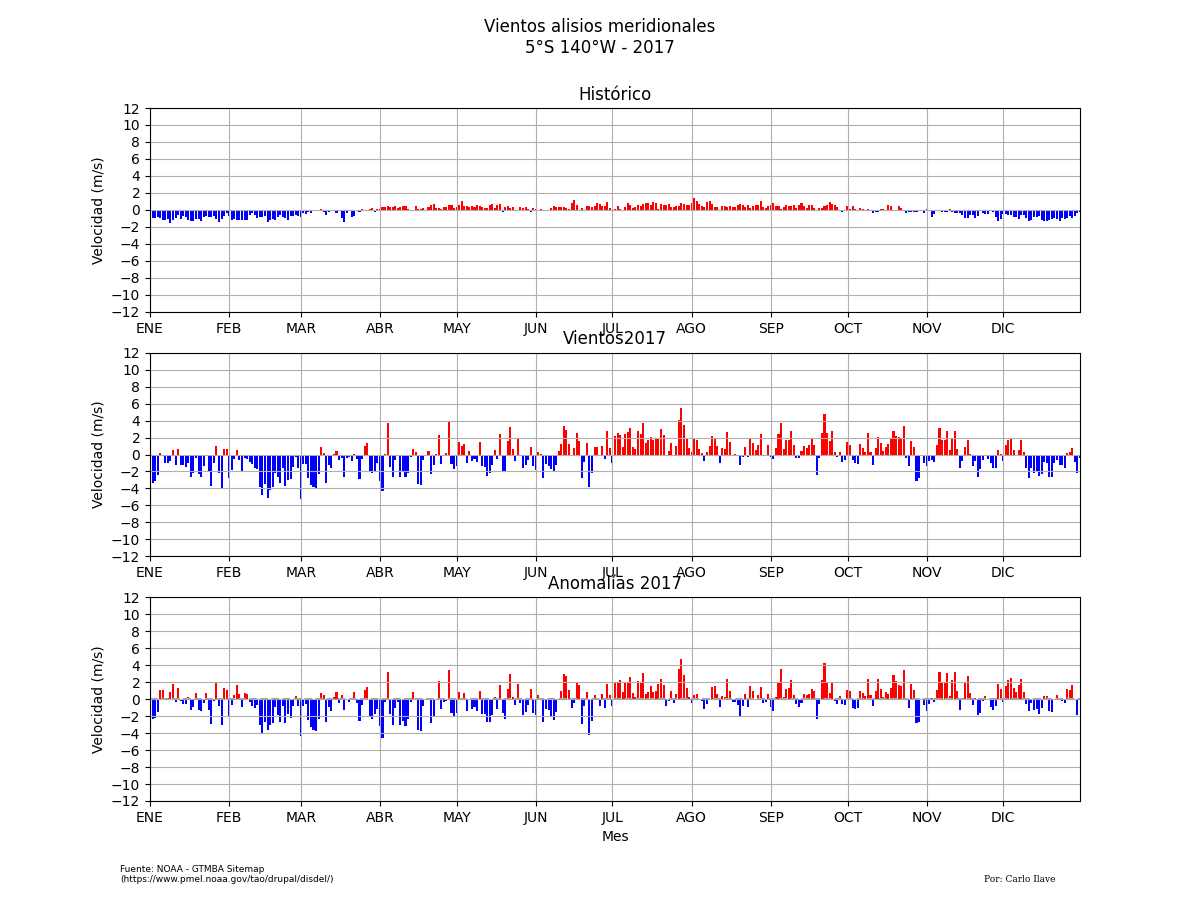 Vientos alisios meridionales
5°S 140°W - 2017
Histórico
12
10
8
6
4
2
0
−2
−4
−6
−8
−10
−12
Velocidad (m/s)
ENE FEB MAR ABR MAY JUN JUL AGO SEP OCT NOV DIC
Vientos2017
12
10
8
6
4
2
0
−2
−4
−6
−8
−10
−12
Velocidad (m/s)
ENE FEB MAR ABR MAY JUN JUL AGO SEP OCT NOV DIC
Anomalías 2017
12
10
8
6
4
2
0
−2
−4
−6
−8
−10
−12
Velocidad (m/s)
ENE FEB MAR ABR MAY JUN JUL AGO SEP OCT NOV DIC
Mes
Fuente: NOAA - GTMBA Sitemap
(https://www.pmel.noaa.gov/tao/drupal/disdel/)
Por: Carlo Ilave